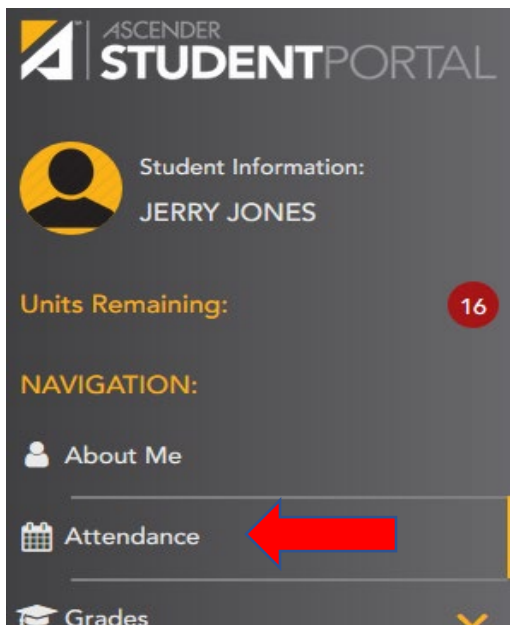 ASCENDER
STUDENTPORTAL
Student Information:
JERRY JONES
Units Remaining:
16
NAVIGATION:
About Me
Attendance
Grades